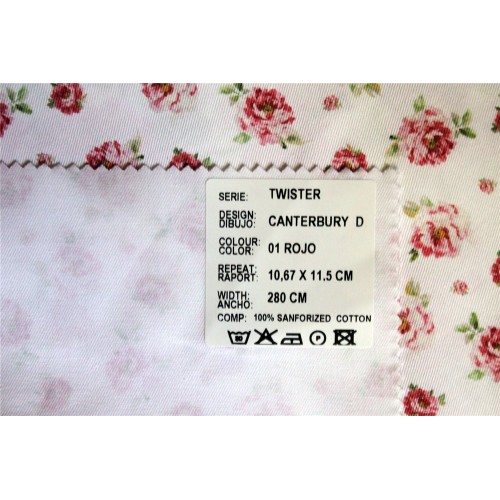 SERIE: TWISTER
DESIGN:
DIBUJO: CANTERBURY D
COLOUR:
COLOR: 01 ROJO
REPEAT
RAPORT: 10,67 X 11.5 CM
WIDTH:
ANCHO: 280 CM
COMP: 100% SANFORIZED COTTON